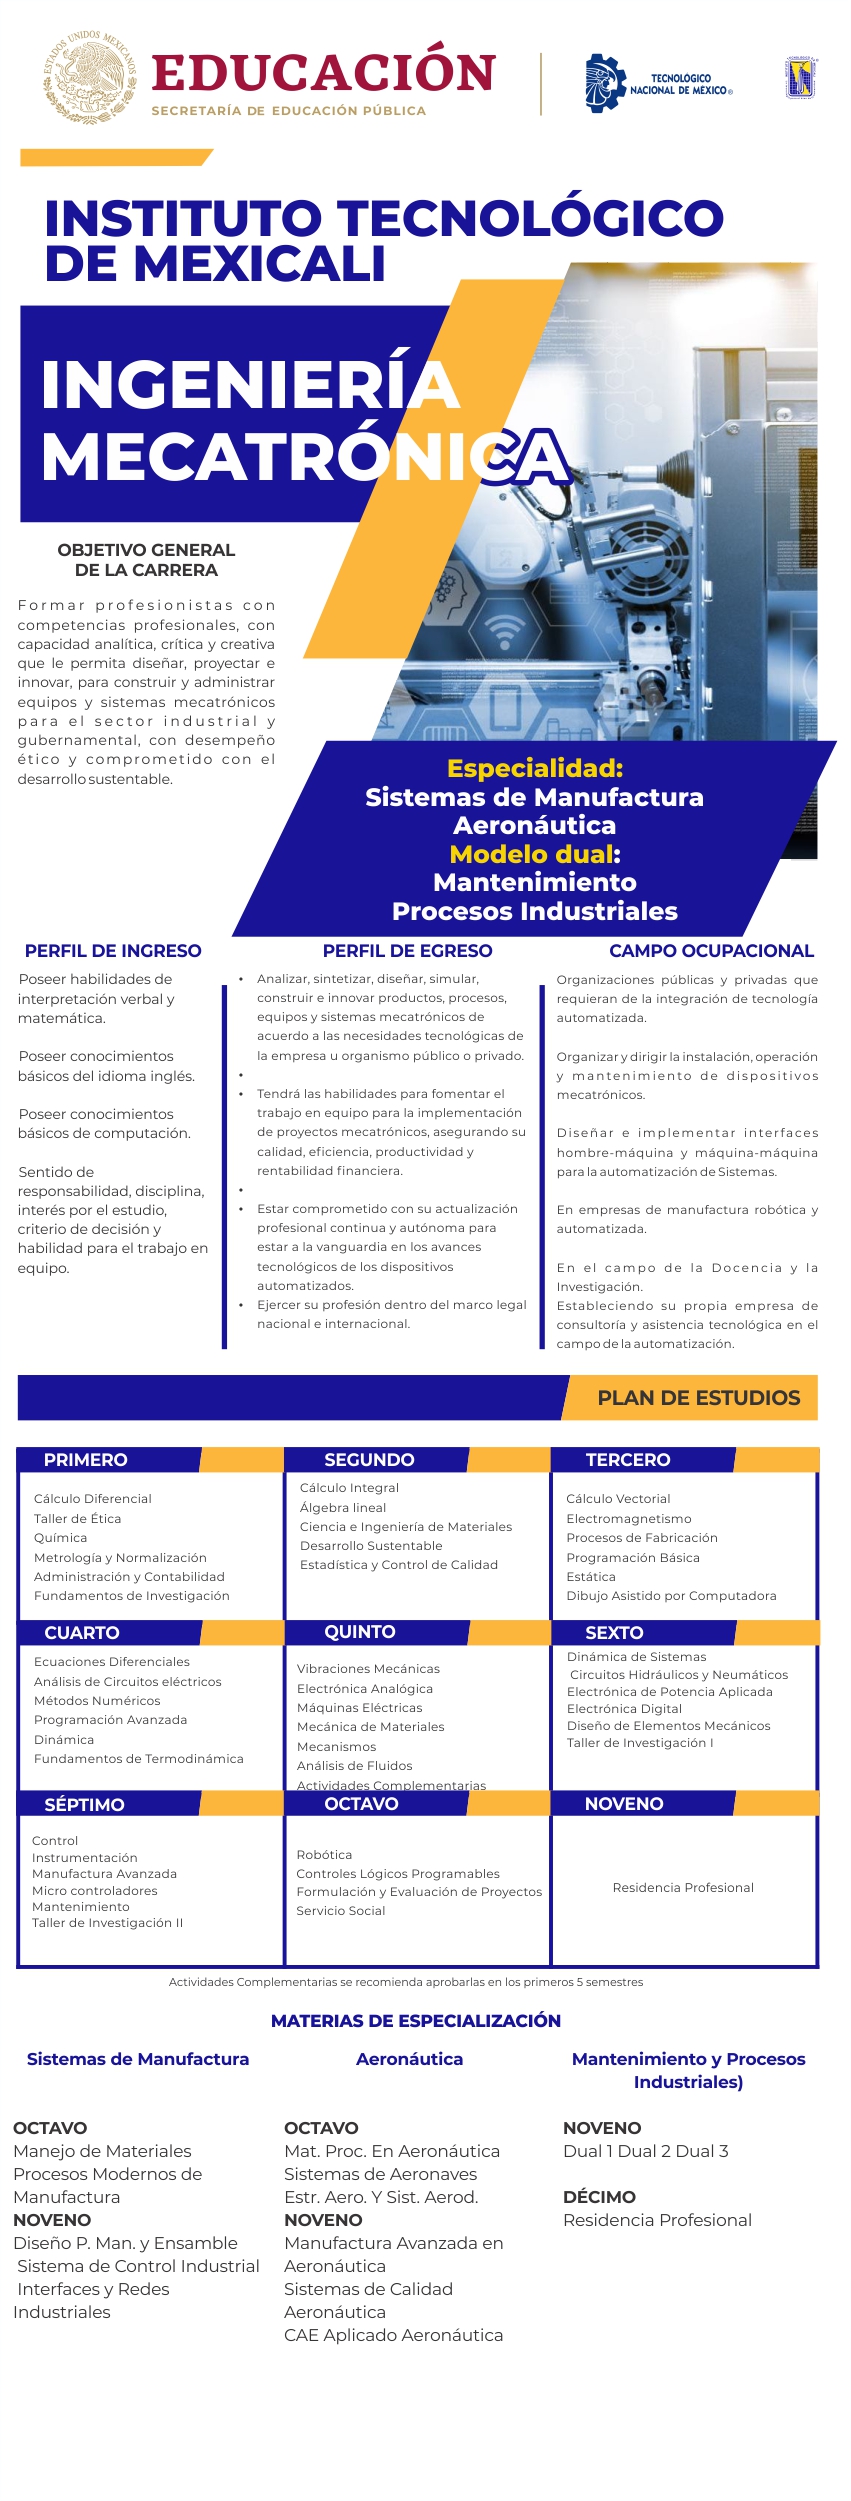 ESTADOS UNIDOS MEXICANOS
EDUCACIÓN
SECRETARÍA DE EDUCACIÓN PÚBLICA
TECNOLÓGICO
NACIONAL DE MÉXICO®
INSTITUTO TECNOLÓGICO
DE MEXICALI
INGENIERÍA
MECATRÓNICA
OBJETIVO GENERAL
DE LA CARRERA
Formar profesionistas con
competencias profesionales, con
capacidad analítica, crítica y creativa
que le permita diseñar, proyectar e
innovar, para construir y administrar
equipos y sistemas mecatrónicos
para el sector industrial y
gubernamental, con desempeño
ético y comprometido con el
desarrollo sustentable.
Especialidad:
Sistemas de Manufactura
Aeronáutica
Modelo dual:
Mantenimiento
Procesos Industriales
PERFIL DE INGRESO
Poseer habilidades de
interpretación verbal y
matemática.
Poseer conocimientos
básicos del idioma inglés.
Poseer conocimientos
básicos de computación.
Sentido de
responsabilidad, disciplina,
interés por el estudio,
criterio de decisión y
habilidad para el trabajo en
equipo.
PERFIL DE EGRESO
• Analizar, sintetizar, diseñar, simular,
construir e innovar productos, procesos,
equipos y sistemas mecatrónicos de
acuerdo a las necesidades tecnológicas de
la empresa u organismo público o privado.
•
• Tendrá las habilidades para fomentar el
trabajo en equipo para la implementación
de proyectos mecatrónicos, asegurando su
calidad, eficiencia, productividad y
rentabilidad financiera.
•
• Estar comprometido con su actualización
profesional continua y autónoma para
estar a la vanguardia en los avances
tecnológicos de los dispositivos
automatizados.
• Ejercer su profesión dentro del marco legal
nacional e internacional.
CAMPO OCUPACIONAL
Organizaciones públicas y privadas que
requieran de la integración de tecnología
automatizada.
Organizar y dirigir la instalación, operación
y mantenimiento de dispositivos
mecatrónicos.
Diseñar e implementar interfaces
hombre-máquina y máquina-máquina
para la automatización de Sistemas.
En empresas de manufactura robótica y
automatizada.
En el campo de la Docencia y la
Investigación.
Estableciendo su propia empresa de
consultoría y asistencia tecnológica en el
campo de la automatización.
PLAN DE ESTUDIOS
PRIMERO
Cálculo Diferencial
Taller de Ética
Química
Metrología y Normalización
Administración y Contabilidad
Fundamentos de Investigación
SEGUNDO
Cálculo Integral
Álgebra lineal
Ciencia e Ingeniería de Materiales
Desarrollo Sustentable
Estadística y Control de Calidad
TERCERO
Cálculo Vectorial
Electromagnetismo
Procesos de Fabricación
Programación Básica
Estática
Dibujo Asistido por Computadora
CUARTO
Ecuaciones Diferenciales
Análisis de Circuitos eléctricos
Métodos Numéricos
Programación Avanzada
Dinámica
Fundamentos de Termodinámica
QUINTO
Vibraciones Mecánicas
Electrónica Analógica
Máquinas Eléctricas
Mecánica de Materiales
Mecanismos
Análisis de Fluidos
Actividades Complementarias
SEXTO
Dinámica de Sistemas
Circuitos Hidráulicos y Neumáticos
Electrónica de Potencia Aplicada
Electrónica Digital
Diseño de Elementos Mecánicos
Taller de Investigación I
SÉPTIMO
Control
Instrumentación
Manufactura Avanzada
Micro controladores
Mantenimiento
Taller de Investigación II
OCTAVO
Robótica
Controles Lógicos Programables
Formulación y Evaluación de Proyectos
Servicio Social
NOVENO
Residencia Profesional
Actividades Complementarias se recomienda aprobarlas en los primeros 5 semestres
MATERIAS DE ESPECIALIZACIÓN
Sistemas de Manufactura
OCTAVO
Manejo de Materiales
Procesos Modernos de
Manufactura
NOVENO
Diseño P. Man. y Ensamble
Sistema de Control Industrial
Interfaces y Redes
Industriales
Aeronáutica
OCTAVO
Mat. Proc. En Aeronáutica
Sistemas de Aeronaves
Estr. Aero. Y Sist. Aerod.
NOVENO
Manufactura Avanzada en
Aeronáutica
Sistemas de Calidad
Aeronáutica
CAE Aplicado Aeronáutica
Mantenimiento y Procesos
Industriales)
NOVENO
Dual 1 Dual 2 Dual 3
DÉCIMO
Residencia Profesional